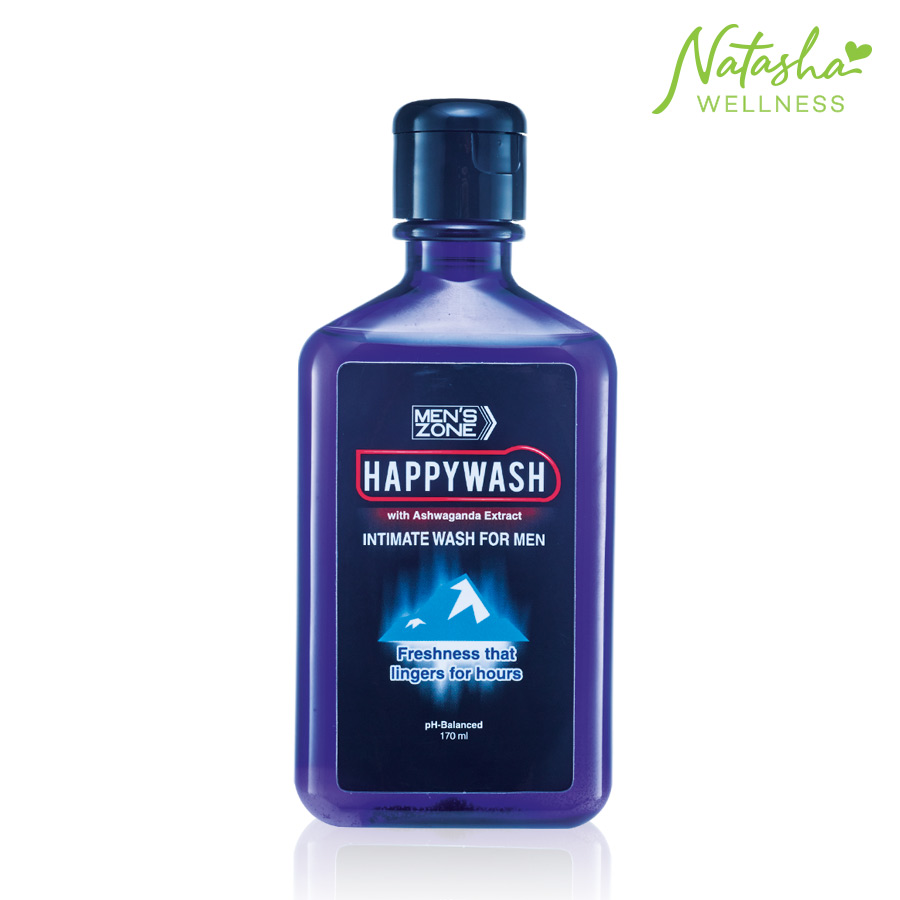 Natasha
WELLNESS
MEN'S
ZONE
HAPPYWASH
with Ashwaganda Extract
INTIMATE WASH FOR MEN
Freshness that
lingers for hours
pH-Balanced
170 ml